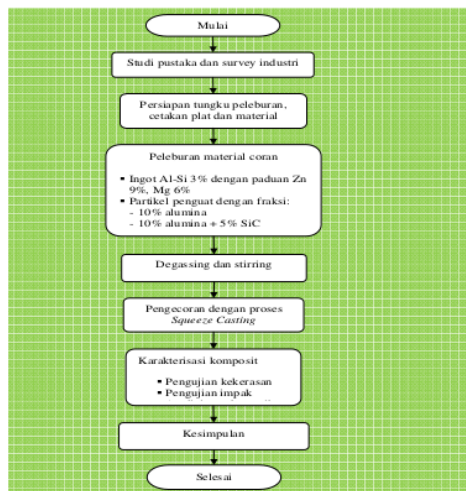 Mulai
Studi pustaka dan survey industri
Persiapan tungku peleburan,
cetakan plat dan material
Peleburan material coran
▪ Ingot Al-Si 3% dengan paduan Zn
9%, Mg 6%
▪ Partikel penguat dengan fraksi:
- 10% alumina
- 10% alumina + 5% SiC
Degassing dan stirring
Pengecoran dengan proses
Squeeze Casting
Karakterisasi komposit
▪ Pengujian kekerasan
▪ Pengujian impak
Kesimpulan
Selesai